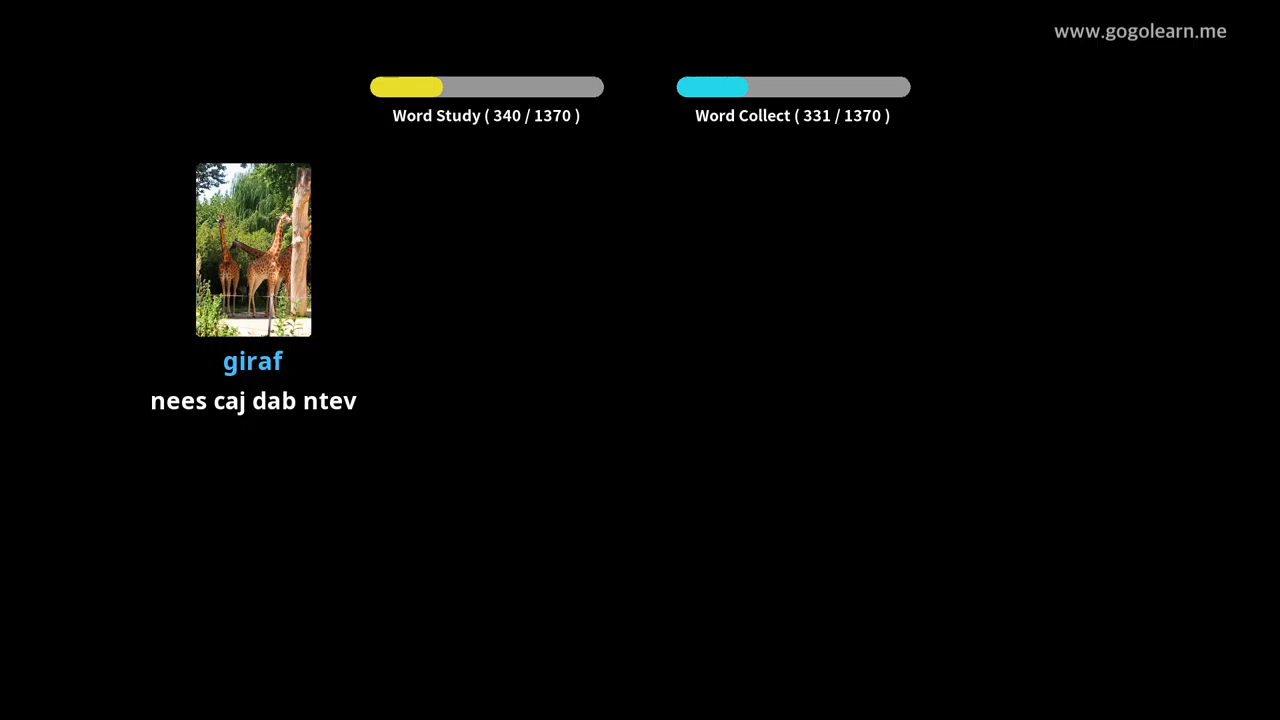 www.gogolearn.me
Word Study ( 340 / 1370 )
Word Collect ( 331 / 1370 )
giraf
nees caj dab ntev